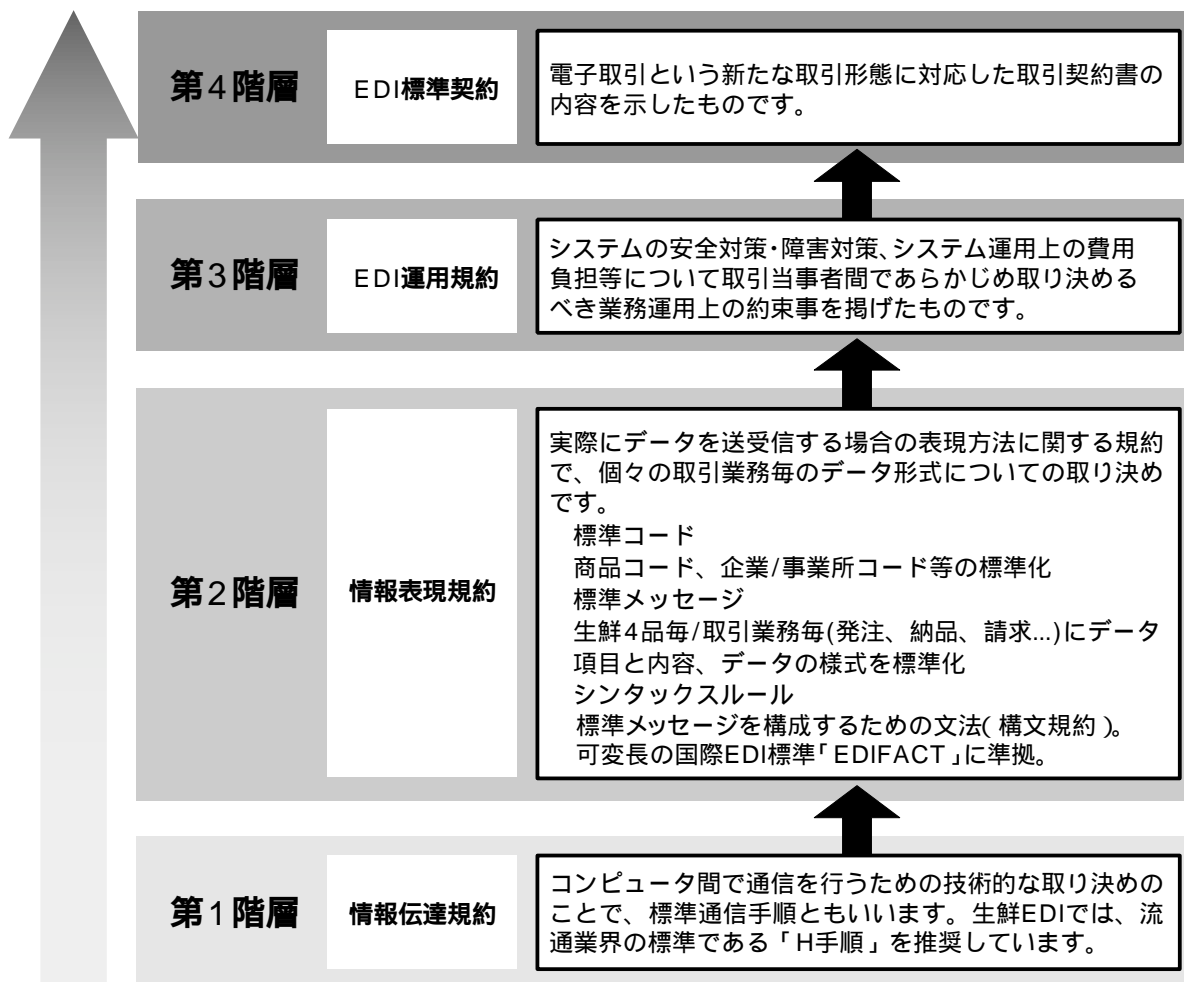 第4階層
EDI標準契約
電子取引という新たな取引形態に対応した取引契約書の
内容を示したものです。
第3階層
EDI運用規約
システムの安全対策・障害対策、システム運用上の費用
負担等について取引当事者間であらかじめ取り決める
べき業務運用上の約束事を掲げたものです。
第2階層
情報表現規約
実際にデータを送受信する場合の表現方法に関する規約
で、個々の取引業務毎のデータ形式についての取り決め
です。
標準コード
商品コード、企業/事業所コード等の標準化
標準メッセージ
生鮮4品毎/取引業務毎(発注、納品、請求...)にデータ
項目と内容、データの様式を標準化
シンタックスルール
標準メッセージを構成するための文法(構文規約)。
可変長の国際EDI標準「EDIFACT」に準拠。
第1階層
情報伝達規約
コンピュータ間で通信を行うための技術的な取り決めの
ことで、標準通信手順ともいいます。生鮮EDIでは、流
通業界の標準である「H手順」を推奨しています。